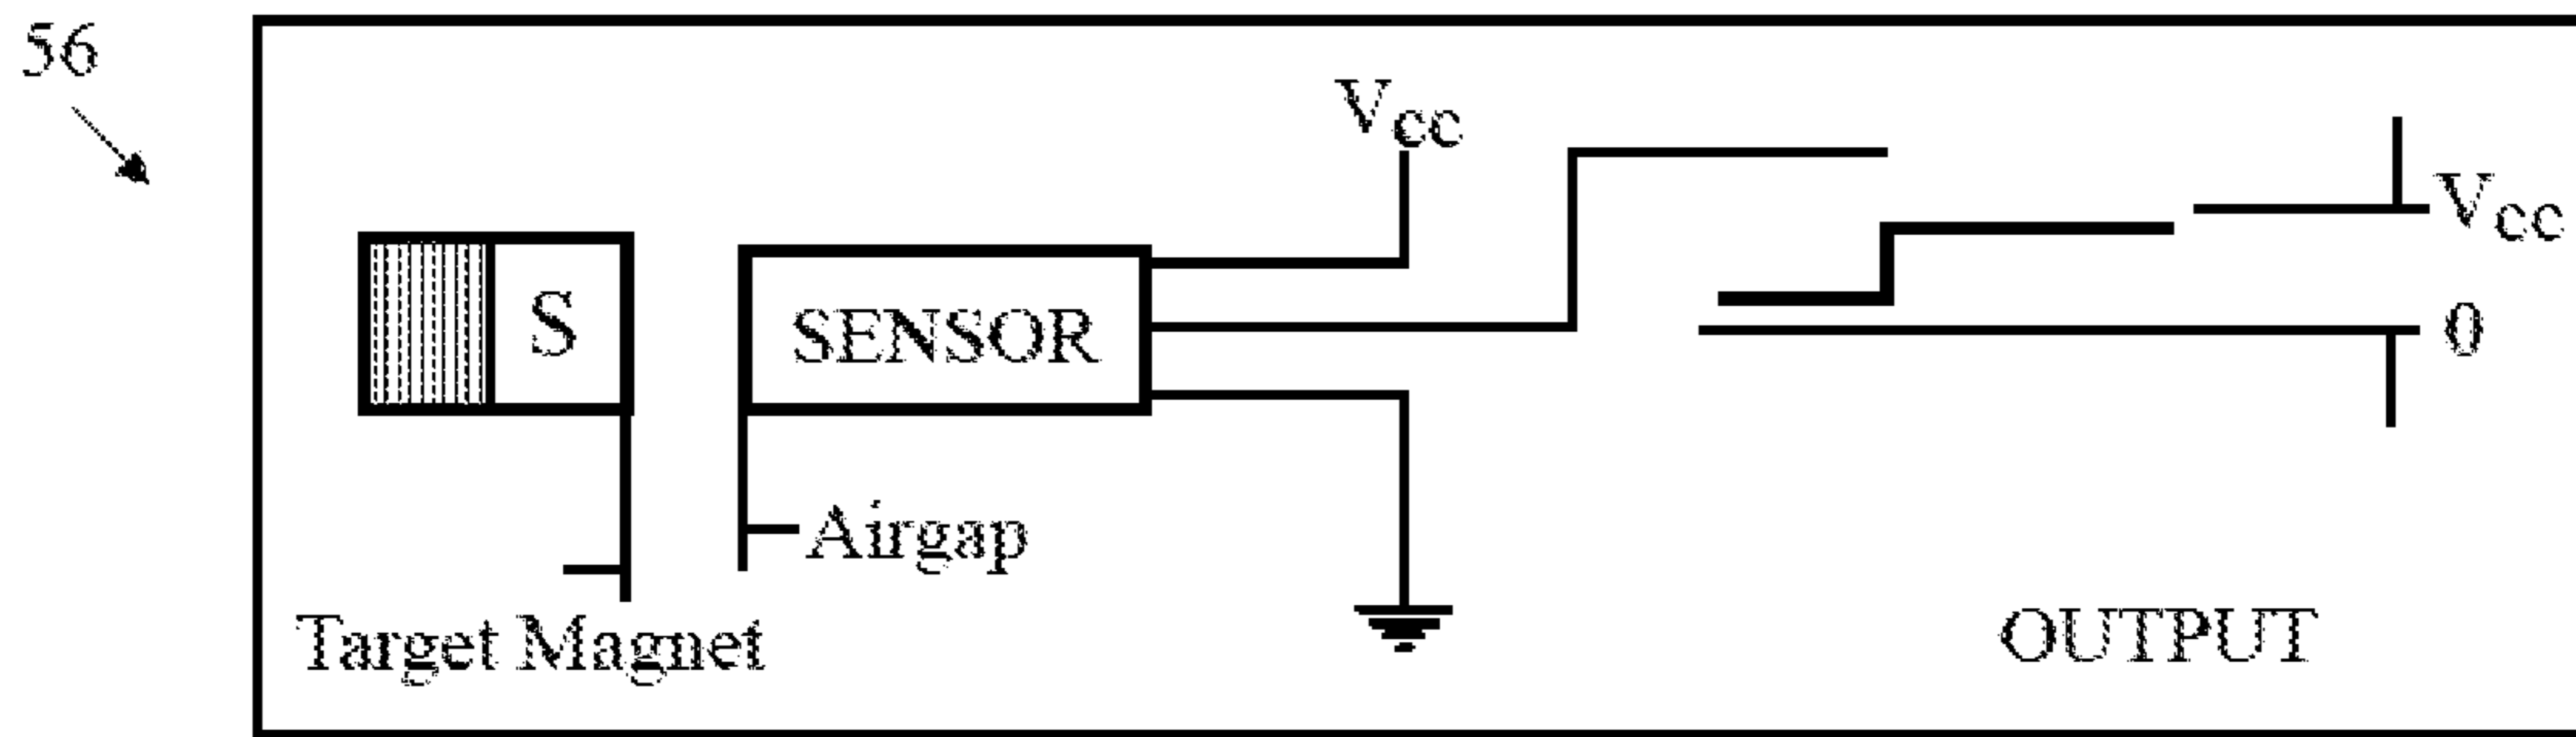 56
Vcc
Vcc
S
SENSOR
0
Airgap
Target Magnet
OUTPUT